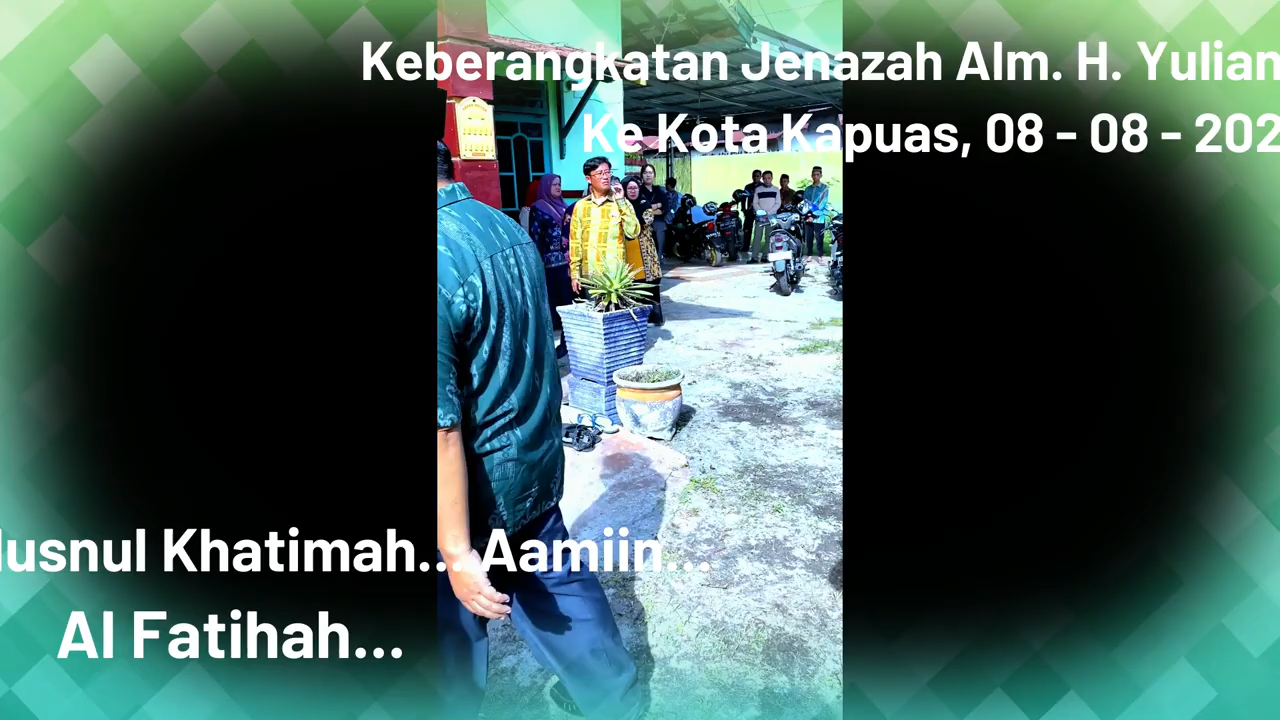 Keberangkatan Jenazah Alm. H. Yulian
Ke Kota Kapuas, 08 - 08 - 202
usnul Khatimah... Aamiin...
Al Fatihah...